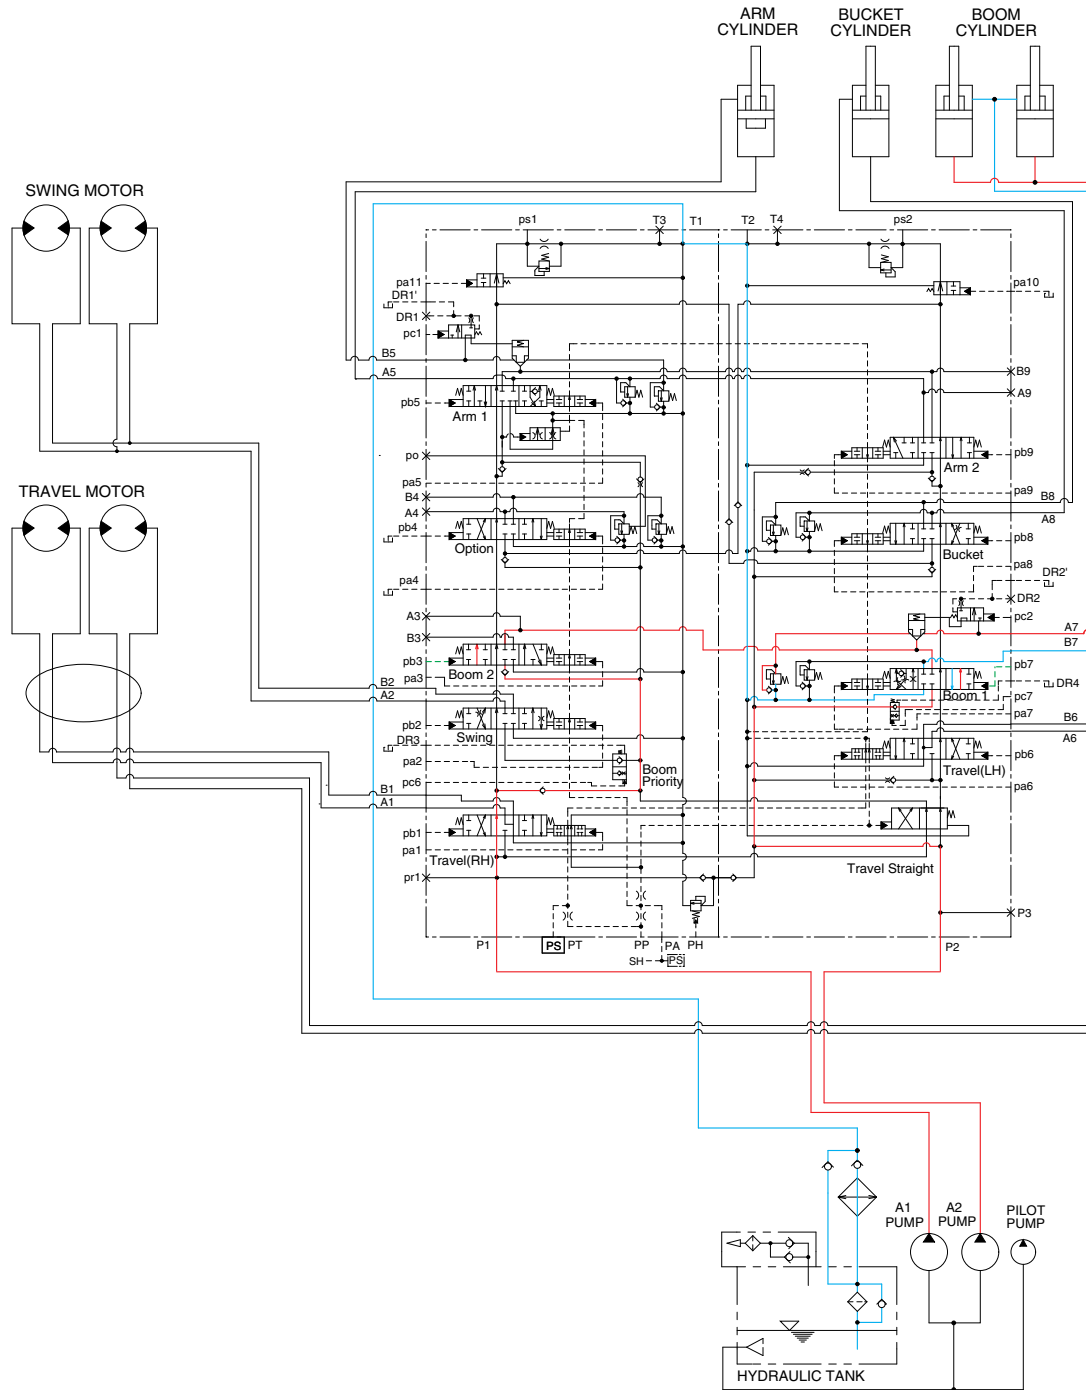 ARM
CYLINDER
BUCKET
CYLINDER
BOOM
CYLINDER
SWING MOTOR
TRAVEL MOTOR
ps1
T3
T1
T2
T4
ps2
pa11
DR1'
DR1
pc1
B5
A5
pb5
Arm 1
po
pa5
B4
A4
pb4
Option
pa4
A3
B3
pb3
Boom 2
pa3
B2
A2
pb2
Swing
DR3
pa2
pc6
Boom
Priority
B1
A1
pb1
pa1
Travel(RH)
pr1
pa10
B9
A9
pb9
Arm 2
pa9
B8
A8
pb8
Bucket
pa8
DR2'
DR2
pc2
A7
B7
pb7
DR4
Boom 1
pc7
pa7
B6
A6
pb6
Travel(LH)
pa6
Travel Straight
P3
P1
PS
PT
PP
PA
PH
P2
SH
PS
A1
PUMP
A2
PUMP
PILOT
PUMP
HYDRAULIC TANK